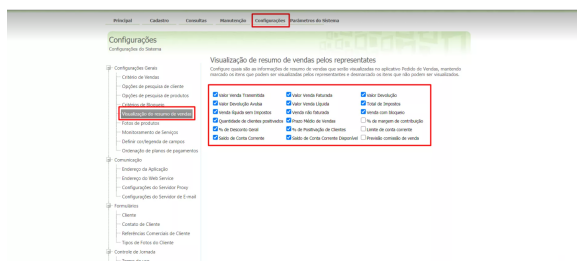 Principal Cadastro Consultas Manutenção Configurações Parâmetros do Sistema
Configurações
Configurações do Sistema
Visualização de resumo de vendas pelos represetates
Configure quais são as informações de resumo de vendas que serão visualizadas no aplicativo Pedido de Vendas, mantendo
marcado os itens que podem ser visualizadas pelos representantes e desmarcado os itens que não podem ser visualizados.
Configurações Gerais
Critério de Vendas
Opções de pesquisa de cliente
Opções de pesquisa de produtos
Critérios de Bloqueio
Visualização do resumo de vendas
Fotos de produtos
Monitoramento de Serviços
Definir cor/legenda de campos
Ordenação de planos de pagamentos
Comunicação
Endereço da Aplicação
Endereço do Web Service
Configurações do Servidor Proxy
Configurações do Servidor de E-mail
Formulários
Cliente
Contato de Cliente
Referências Comerciais de Cliente
Tipos de Fotos do Cliente
Controle de Jornada
Valor Venda Transmitida Valor Venda Faturada Valor Devolução
Valor Devolução Avulsa Valor Venda Líquida Total de Impostos
Venda líquida sem impostos Venda não faturada Venda com bloqueio
Quantidade de clientes positivados Prazo Médio de Vendas % de margem de contribuição
% de Desconto Geral % de Positivação de Clientes Limite de conta corrente
Saldo de Conta Corrente Saldo de Conta Corrente Disponível Previsão comissão de venda